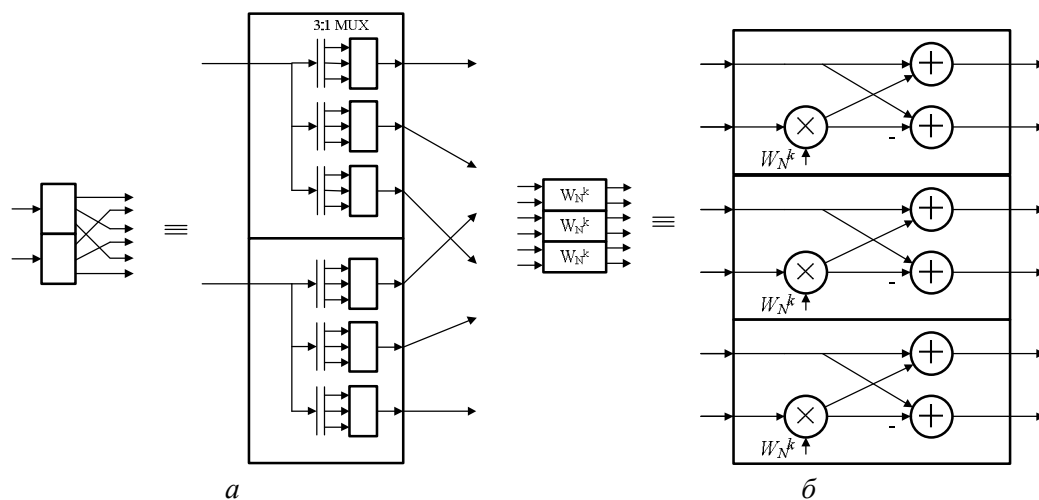 3:1 MUX
W_N^k
W_N^k
W_N^k
≡
≡
+
×
-
+
W_N^k
+
×
-
+
W_N^k
+
×
-
+
W_N^k
а
б